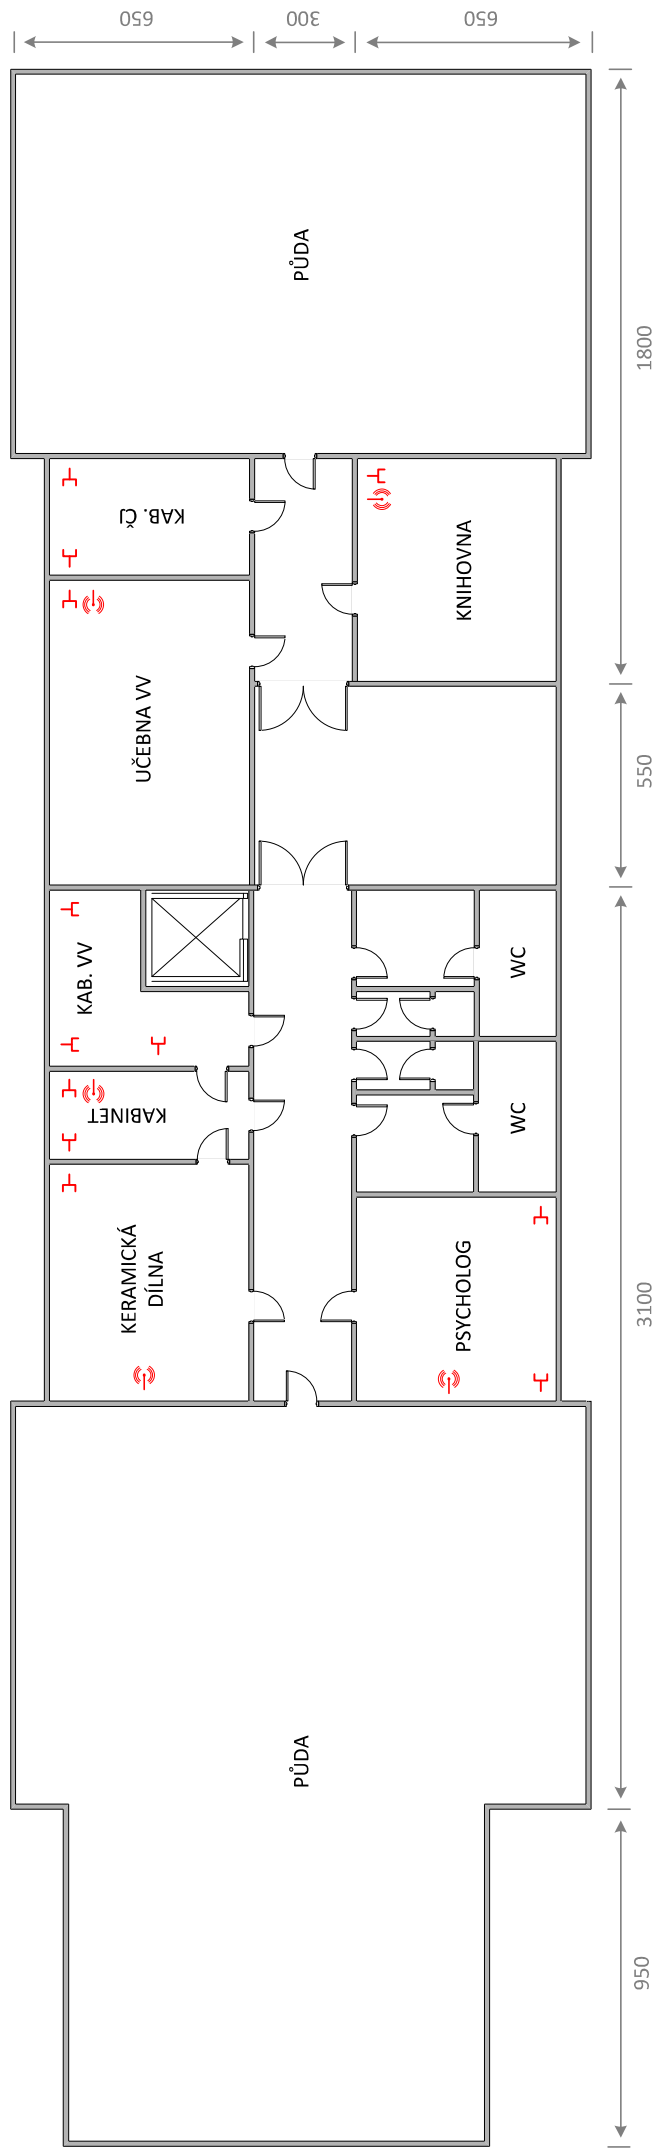 650
300
650
PŮDA
1800
KAB. ČJ
KNIHOVNA
UČEBNA VV
550
KAB. VV
WC
KABINET
WC
KERAMICKÁ
DÍLNA
PSYCHOLOG
3100
PŮDA
950